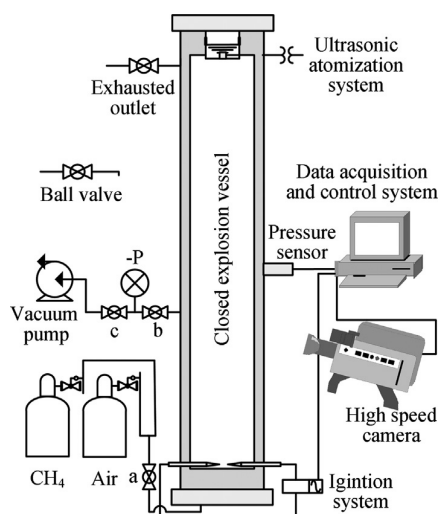 Ultrasonic
atomization
system
Exhausted
outlet
Ball valve
Closed explosion vessel
Data acquisition
and control system
Pressure
sensor
-P
Vacuum
pump
c
b
High speed
camera
CH4
Air
a
Igintion
system